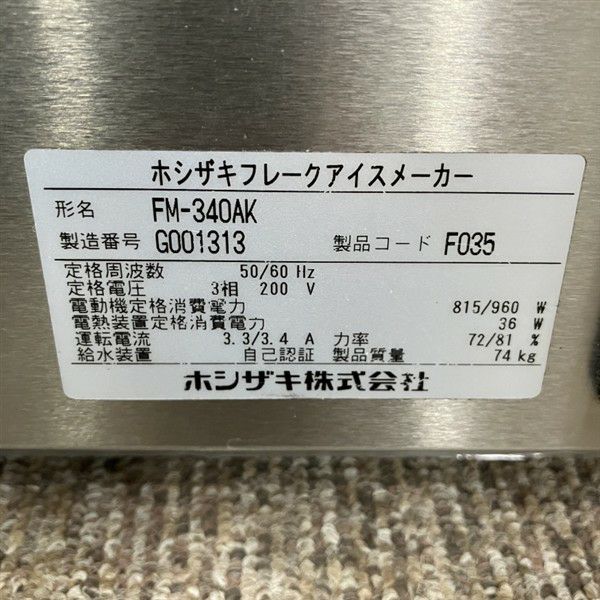 ホシザキフレークアイスメーカー
形名 FM-340AK
製造番号 G001313 製品コード F035
定格周波数 50/60 Hz
定格電圧 3相 200 V
電動機定格消費電力 815/960 W
電熱装置定格消費電力 36 W
運転電流 3.3/3.4 A 力率 72/81 %
給水装置 自己認証 製品質量 74 kg
ホシザキ株式会社